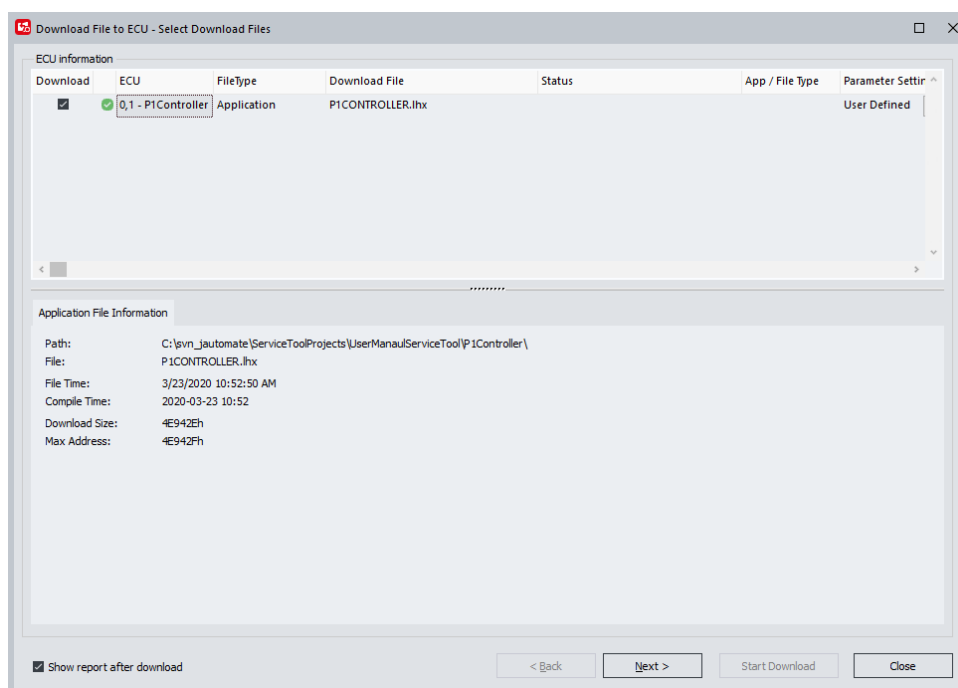 Download File to ECU - Select Download Files
ECU information
Download ECU FileType Download File Status App / File Type Parameter Settir
0,1 - P1Controller Application P1CONTROLLER.lhx User Defined
Application File Information
Path: C:\svn_jautomate\ServiceToolProjects\UserManaulServiceTool\P1Controller\
File: P1CONTROLLER.lhx
File Time: 3/23/2020 10:52:50 AM
Compile Time: 2020-03-23 10:52
Download Size: 4E942Eh
Max Address: 4E942Fh
Show report after download < Back Next > Start Download Close